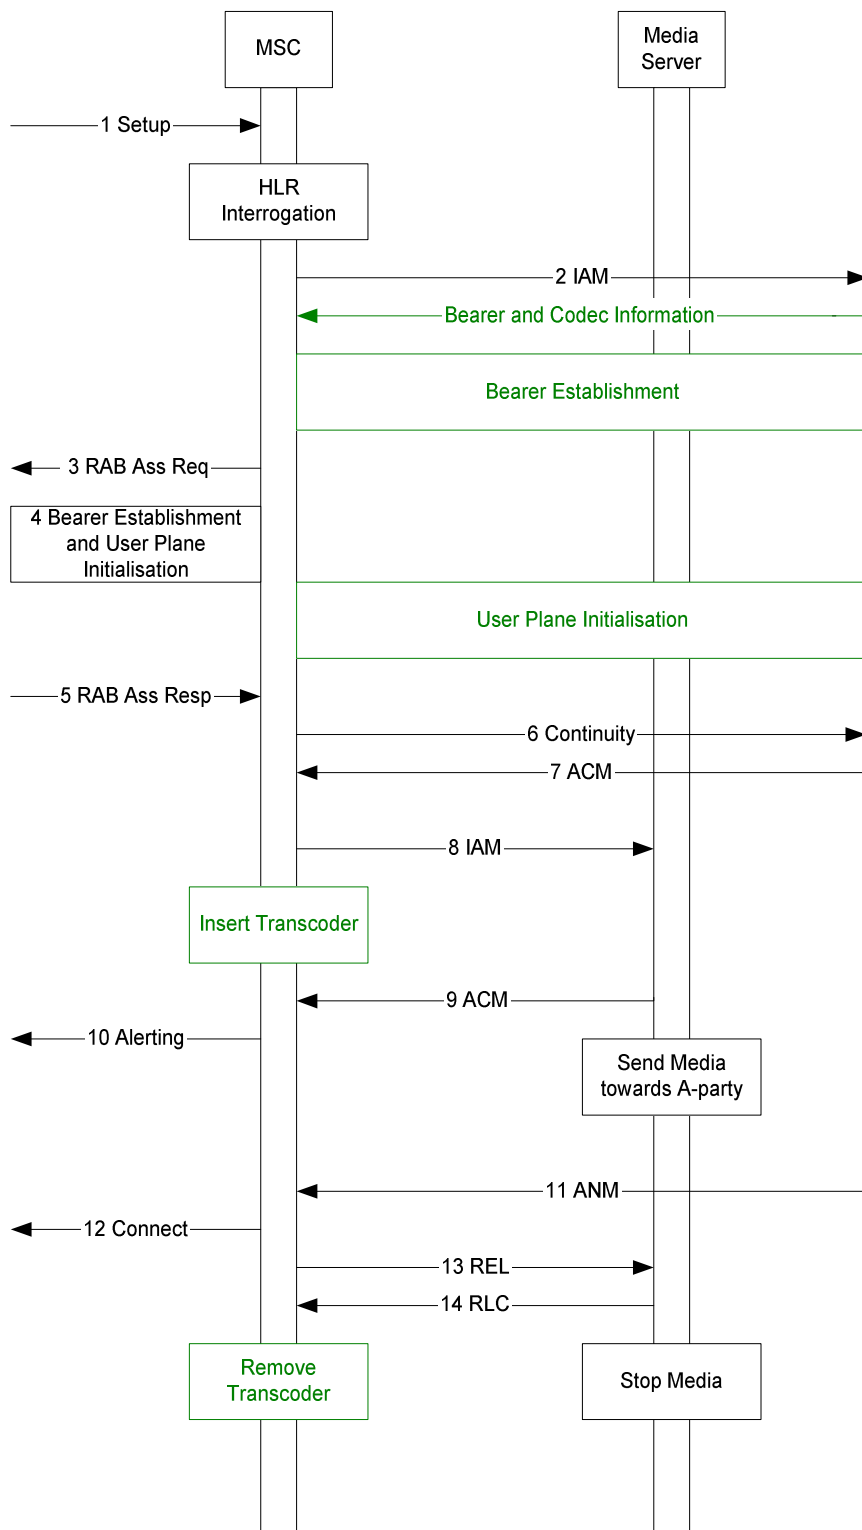 MSC
Media
Server
1 Setup
HLR
Interrogation
2 IAM
Bearer and Codec Information
Bearer Establishment
3 RAB Ass Req
4 Bearer Establishment
and User Plane
Initialisation
User Plane Initialisation
5 RAB Ass Resp
6 Continuity
7 ACM
8 IAM
Insert Transcoder
9 ACM
10 Alerting
Send Media
towards A-party
11 ANM
12 Connect
13 REL
14 RLC
Remove
Transcoder
Stop Media